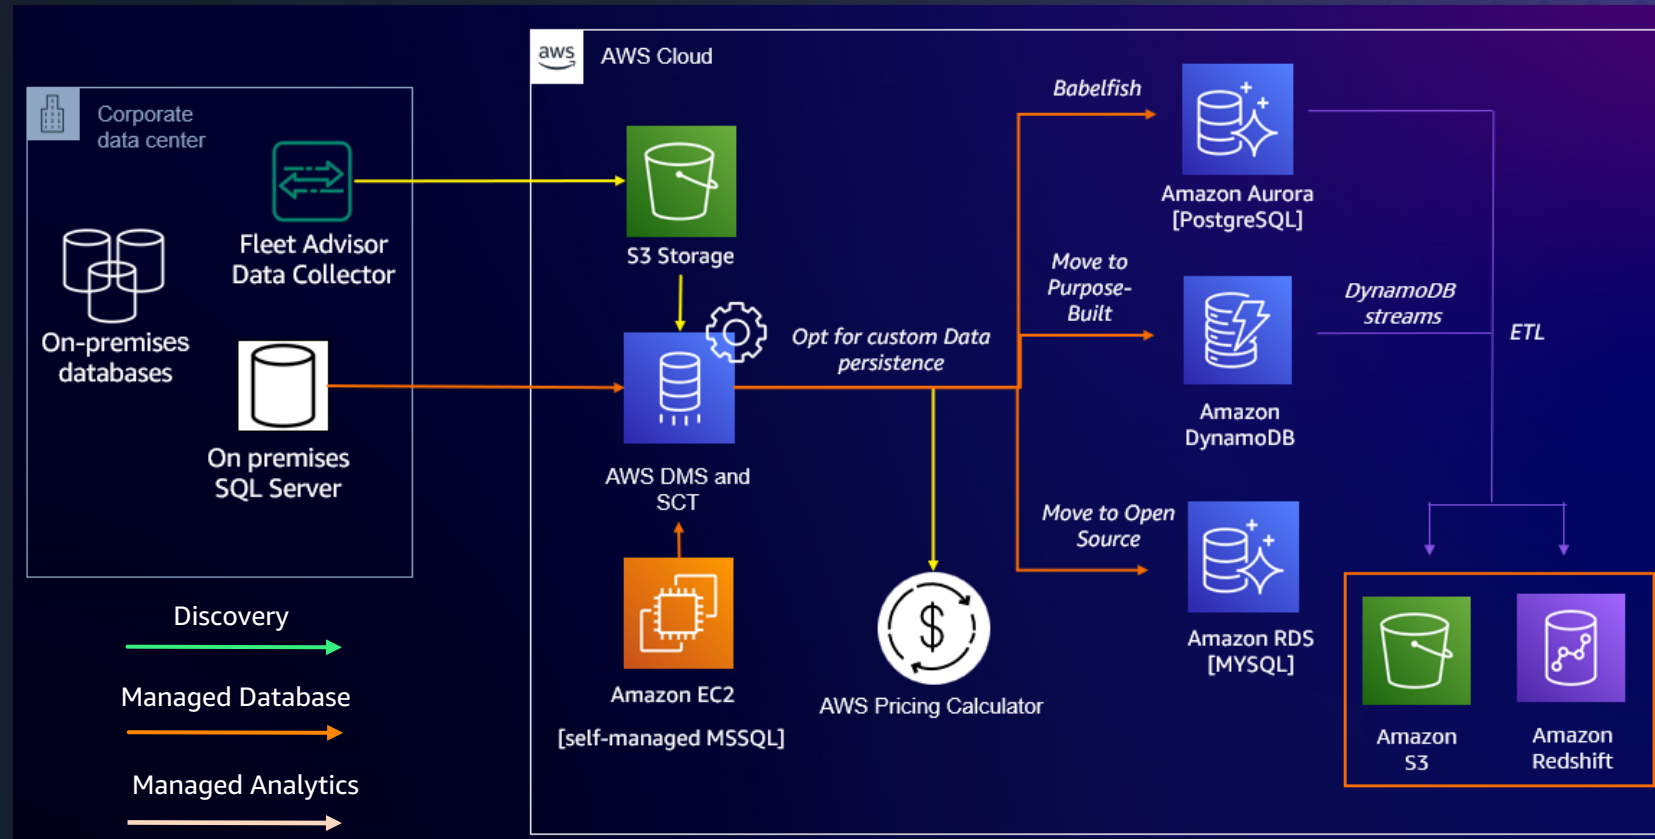 aws
AWS Cloud
Corporate
data center
Fleet Advisor
Data Collector
On-premises
databases
On premises
SQL Server
S3 Storage
Opt for custom Data
persistence
AWS DMS and
SCT
Amazon EC2
[self-managed MSSQL]
$
AWS Pricing Calculator
Babelfish
Amazon Aurora
[PostgreSQL]
Move to
Purpose-
Built
Amazon
DynamoDB
DynamoDB
streams
ETL
Move to Open
Source
Amazon RDS
[MYSQL]
Amazon
S3
Amazon
Redshift
Discovery
Managed Database
Managed Analytics